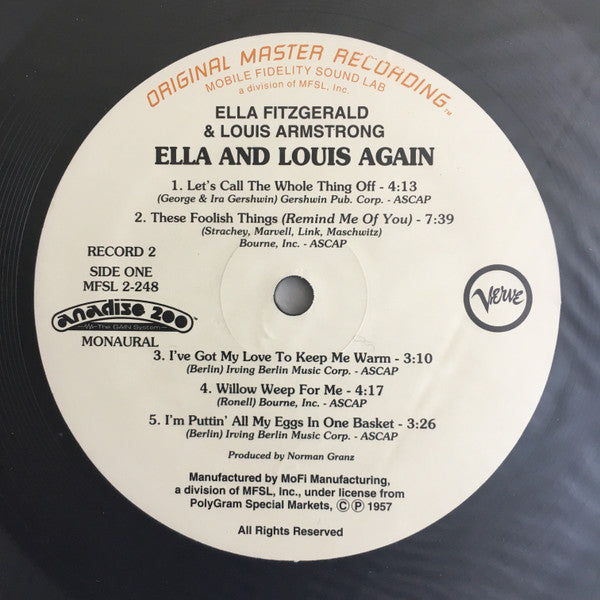 ORIGINAL MASTER RECORDING™
MOBILE FIDELITY SOUND LAB
a division of MFSL, Inc.
ELLA FITZGERALD
& LOUIS ARMSTRONG
ELLA AND LOUIS AGAIN
1. Let's Call The Whole Thing Off - 4:13
(George & Ira Gershwin) Gershwin Pub. Corp. - ASCAP
2. These Foolish Things (Remind Me Of You) - 7:39
(Strachey, Marvell, Link, Maschwitz)
Bourne, Inc. - ASCAP
RECORD 2
SIDE ONE
MFSL 2-248
anadisq 200™
The GAIN System™
MONAURAL
Verve
3. I've Got My Love To Keep Me Warm - 3:10
(Berlin) Irving Berlin Music Corp. - ASCAP
4. Willow Weep For Me - 4:17
(Ronell) Bourne, Inc. - ASCAP
5. I'm Puttin' All My Eggs In One Basket - 3:26
(Berlin) Irving Berlin Music Corp. - ASCAP
Produced by Norman Granz
Manufactured by MoFi Manufacturing,
a division of MFSL, Inc., under license from
PolyGram Special Markets, Ⓒ Ⓟ 1957
All Rights Reserved